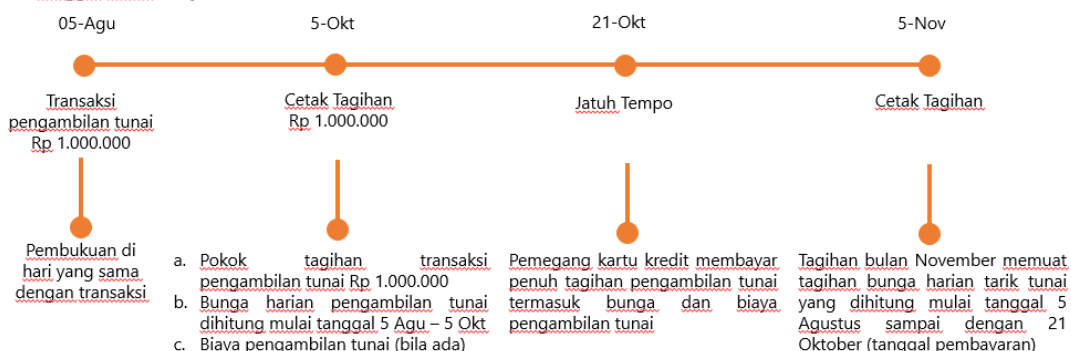 05-Agu
5-Okt
21-Okt
5-Nov
Transaksi
pengambilan tunai
Rp 1.000.000
Cetak Tagihan
Rp 1.000.000
Jatuh Tempo
Cetak Tagihan
Pembukuan di
hari yang sama
dengan transaksi
a. Pokok tagihan transaksi
pengambilan tunai Rp 1.000.000
b. Bunga harian pengambilan tunai
dihitung mulai tanggal 5 Agu – 5 Okt
c. Biaya pengambilan tunai (bila ada)
Pemegang kartu kredit membayar
penuh tagihan pengambilan tunai
termasuk bunga dan biaya
pengambilan tunai
Tagihan bulan November memuat
tagihan bunga harian tarik tunai
yang dihitung mulai tanggal 5
Agustus sampai dengan 21
Oktober (tanggal pembayaran)